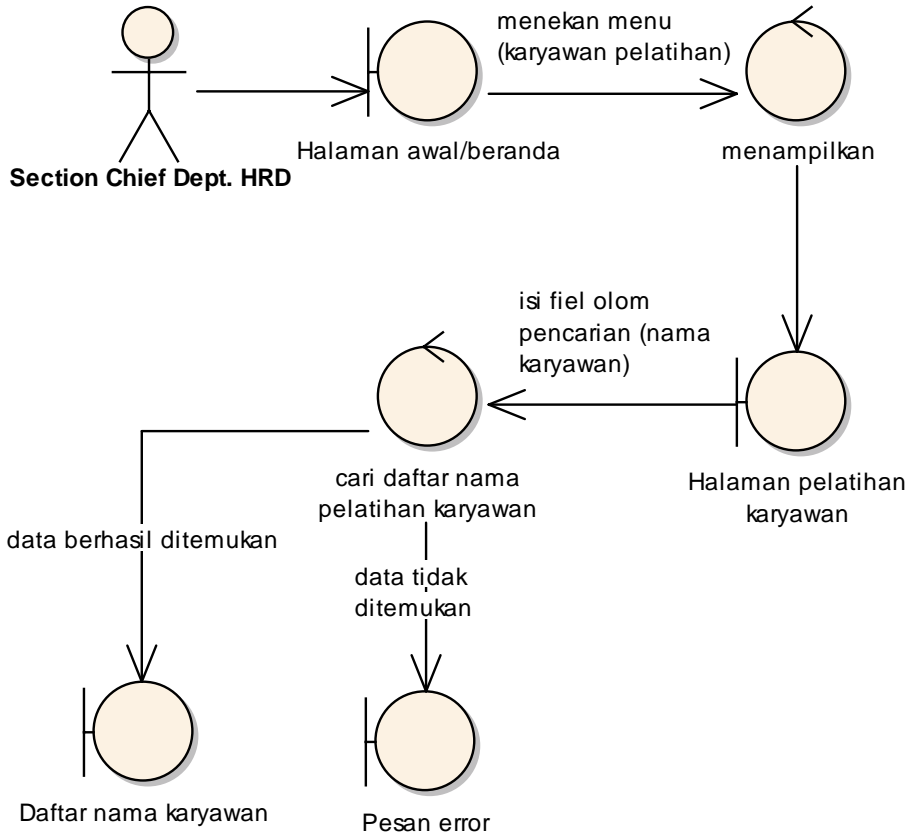 menekan menu
(karyawan pelatihan)
Section Chief Dept. HRD
Halaman awal/beranda
menampilkan
isi fiel olom
pencarian (nama
karyawan)
Halaman pelatihan
karyawan
cari daftar nama
pelatihan karyawan
data berhasil ditemukan
data tidak
ditemukan
Daftar nama karyawan
Pesan error